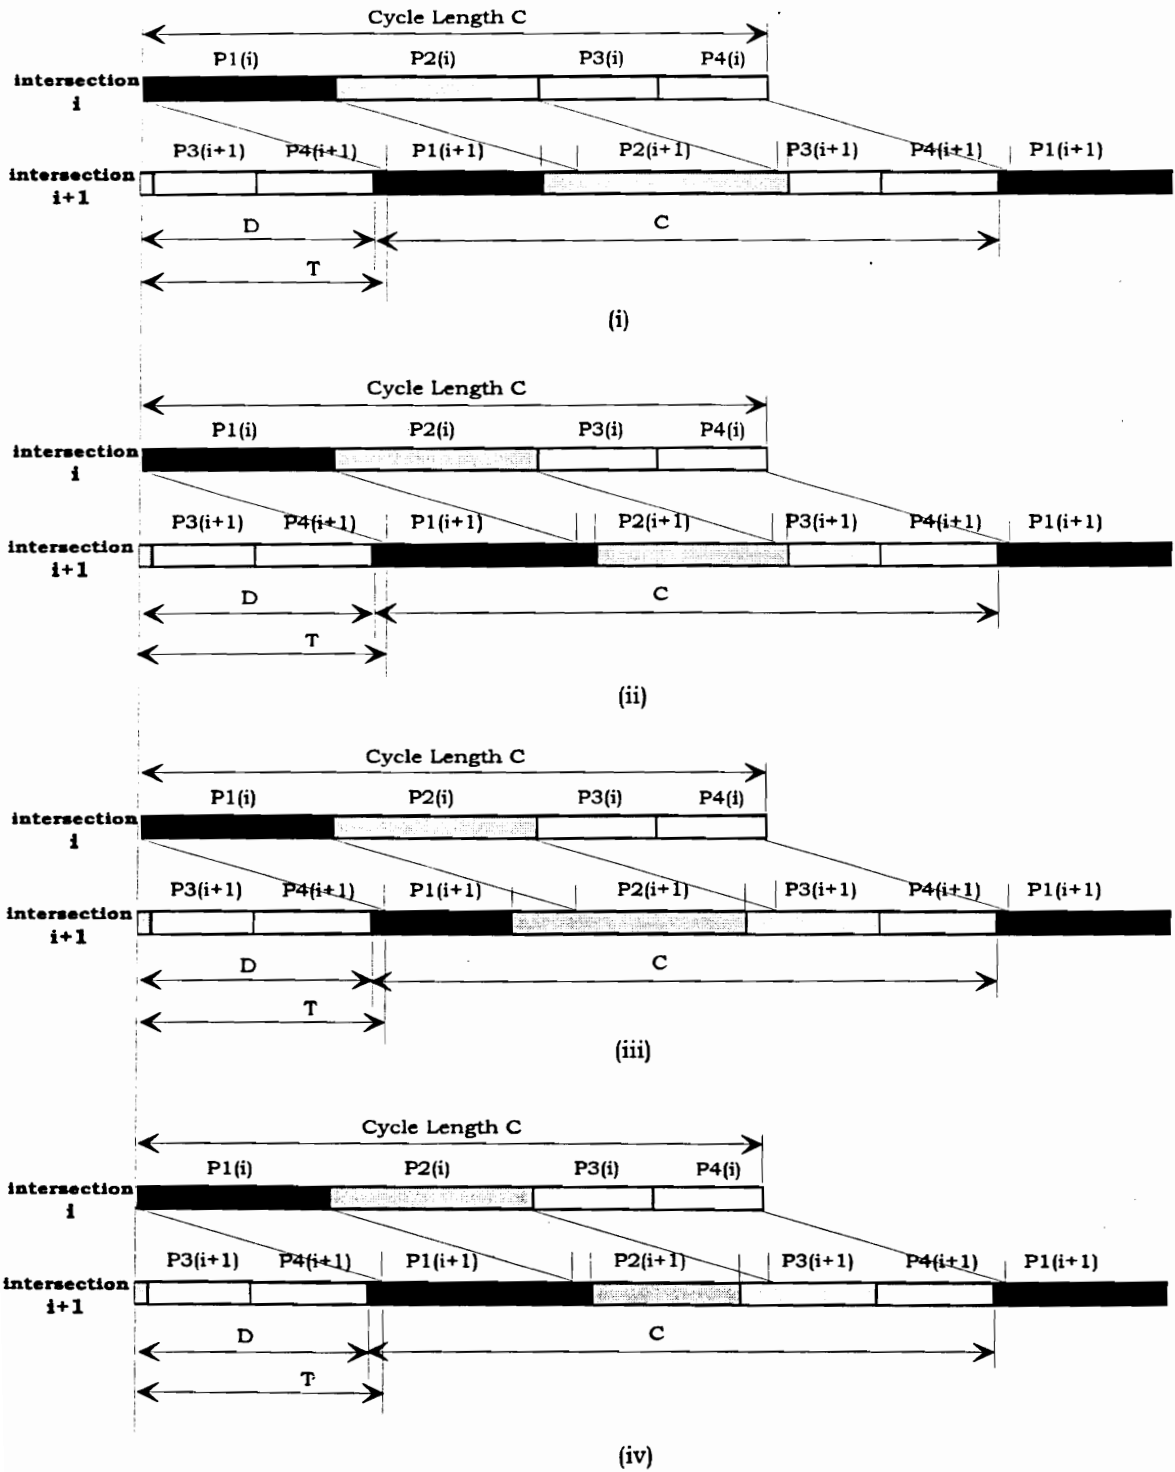 Cycle Length C
P1(i) P2(i) P3(i) P4(i)
intersection
i
P3(i+1) P4(i+1) P1(i+1) P2(i+1) P3(i+1) P4(i+1) P1(i+1)
intersection
i+1
D C
T
(i)
Cycle Length C
P1(i) P2(i) P3(i) P4(i)
intersection
i
P3(i+1) P4(i+1) P1(i+1) P2(i+1) P3(i+1) P4(i+1) P1(i+1)
intersection
i+1
D C
T
(ii)
Cycle Length C
P1(i) P2(i) P3(i) P4(i)
intersection
i
P3(i+1) P4(i+1) P1(i+1) P2(i+1) P3(i+1) P4(i+1) P1(i+1)
intersection
i+1
D C
T
(iii)
Cycle Length C
P1(i) P2(i) P3(i) P4(i)
intersection
i
P3(i+1) P4(i+1) P1(i+1) P2(i+1) P3(i+1) P4(i+1) P1(i+1)
intersection
i+1
D C
T
(iv)